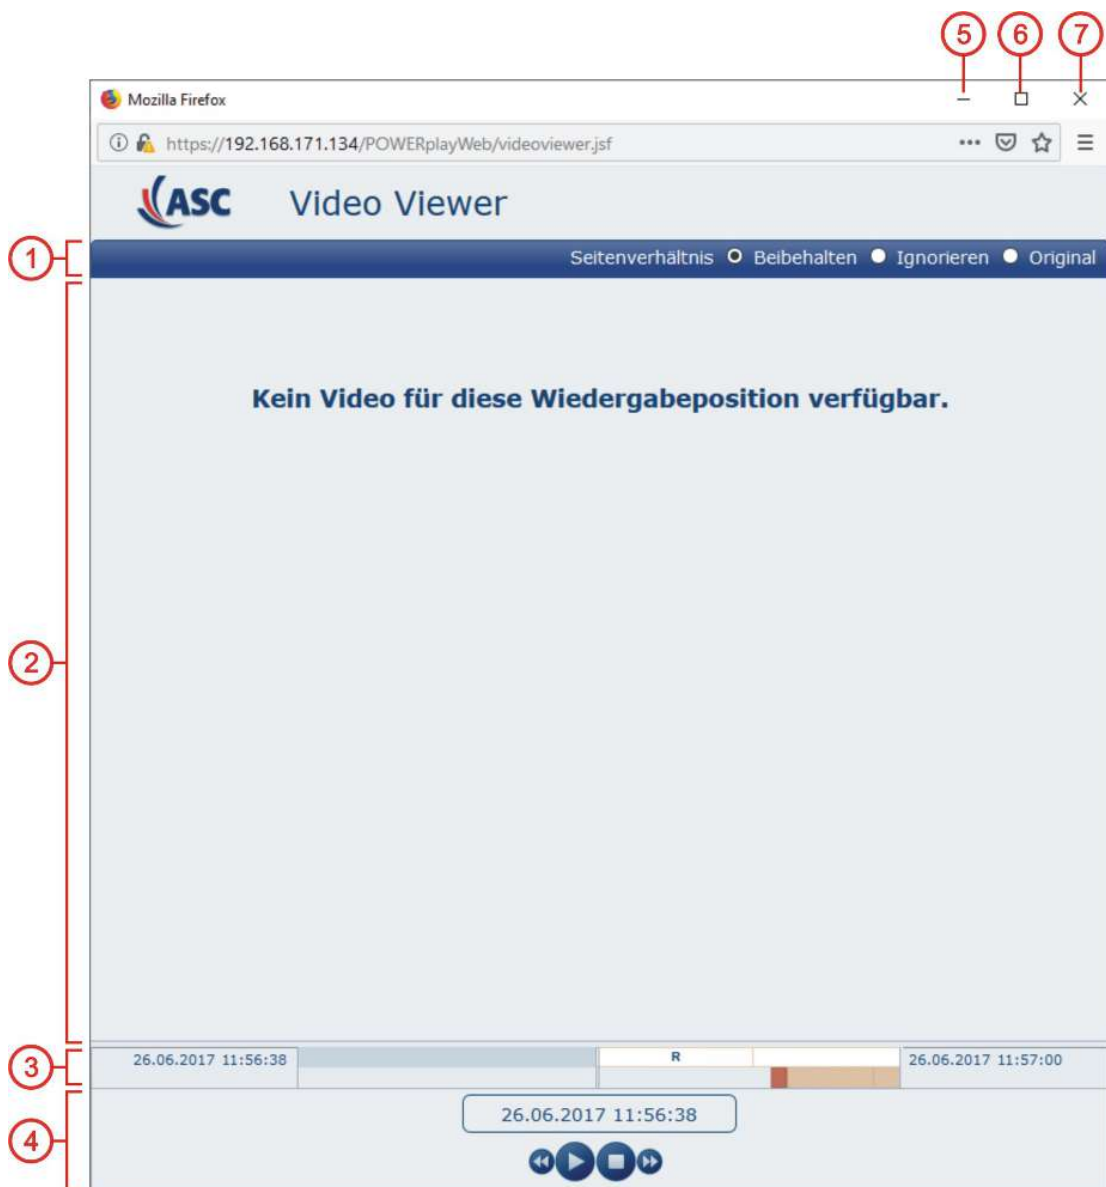 5 6 7
Mozilla Firefox
https://192.168.171.134/POWERplayWeb/videoviewer.jsf
ASC Video Viewer
1
Seitenverhältnis Beibehalten Ignorieren Original
Kein Video für diese Wiedergabeposition verfügbar.
2
3
26.06.2017 11:56:38 R 26.06.2017 11:57:00
4
26.06.2017 11:56:38